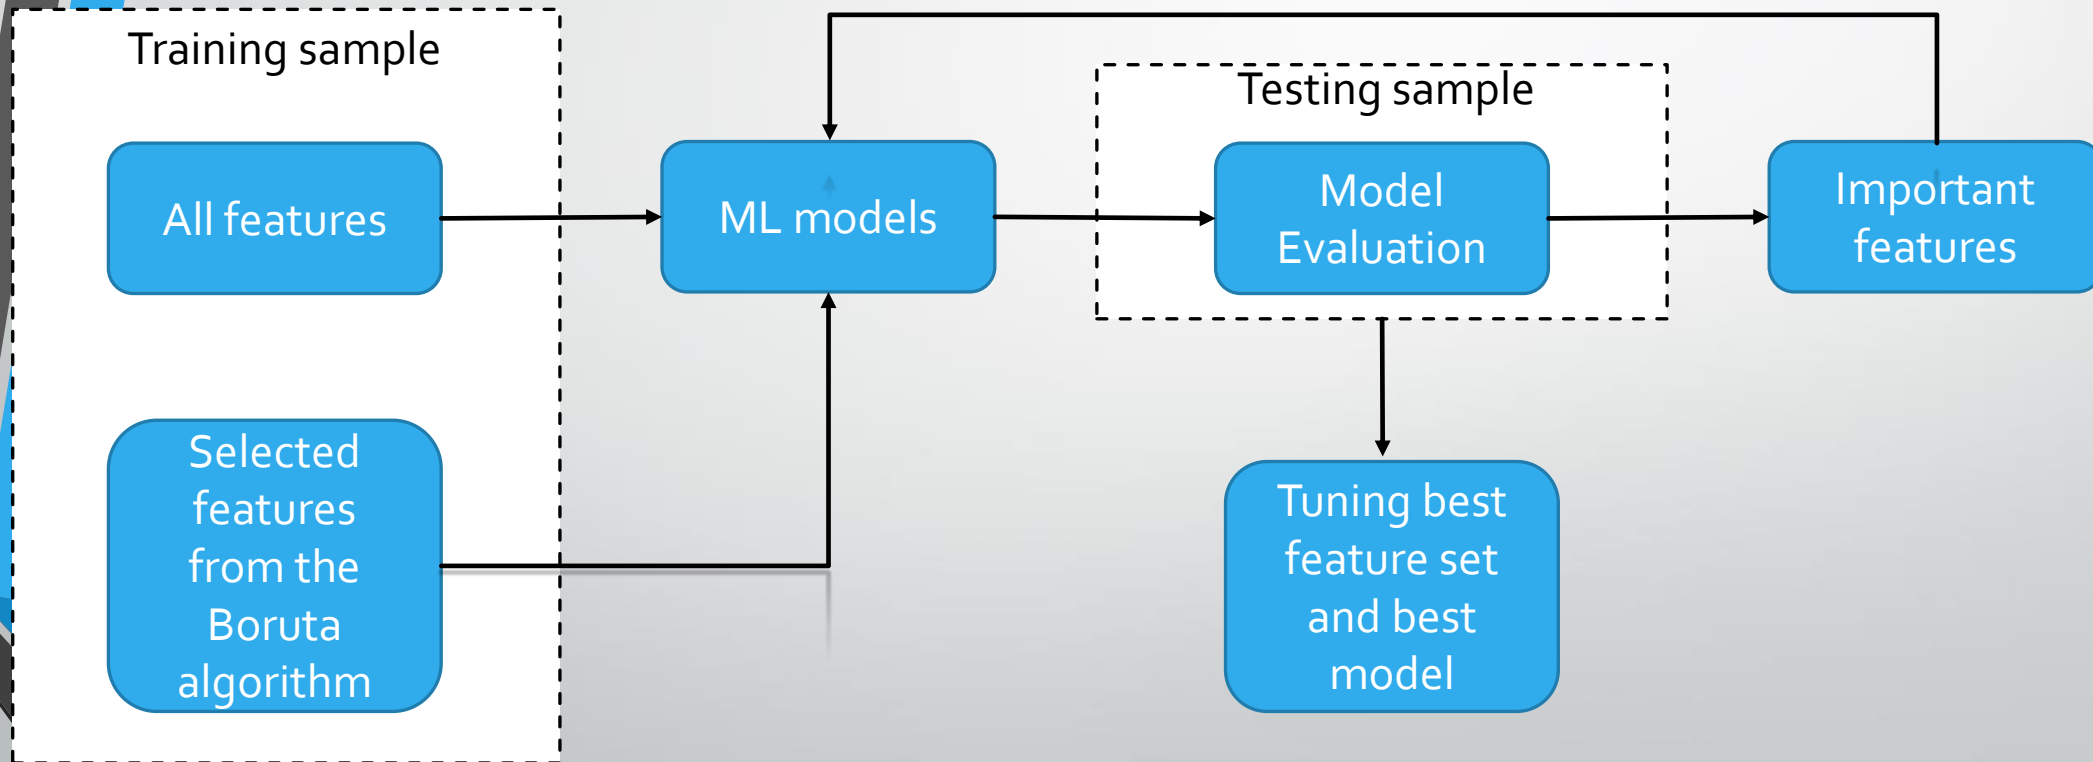 Training sample
Testing sample
All features
ML models
Model
Evaluation
Important
features
Selected
features
from the
Boruta
algorithm
Tuning best
feature set
and best
model